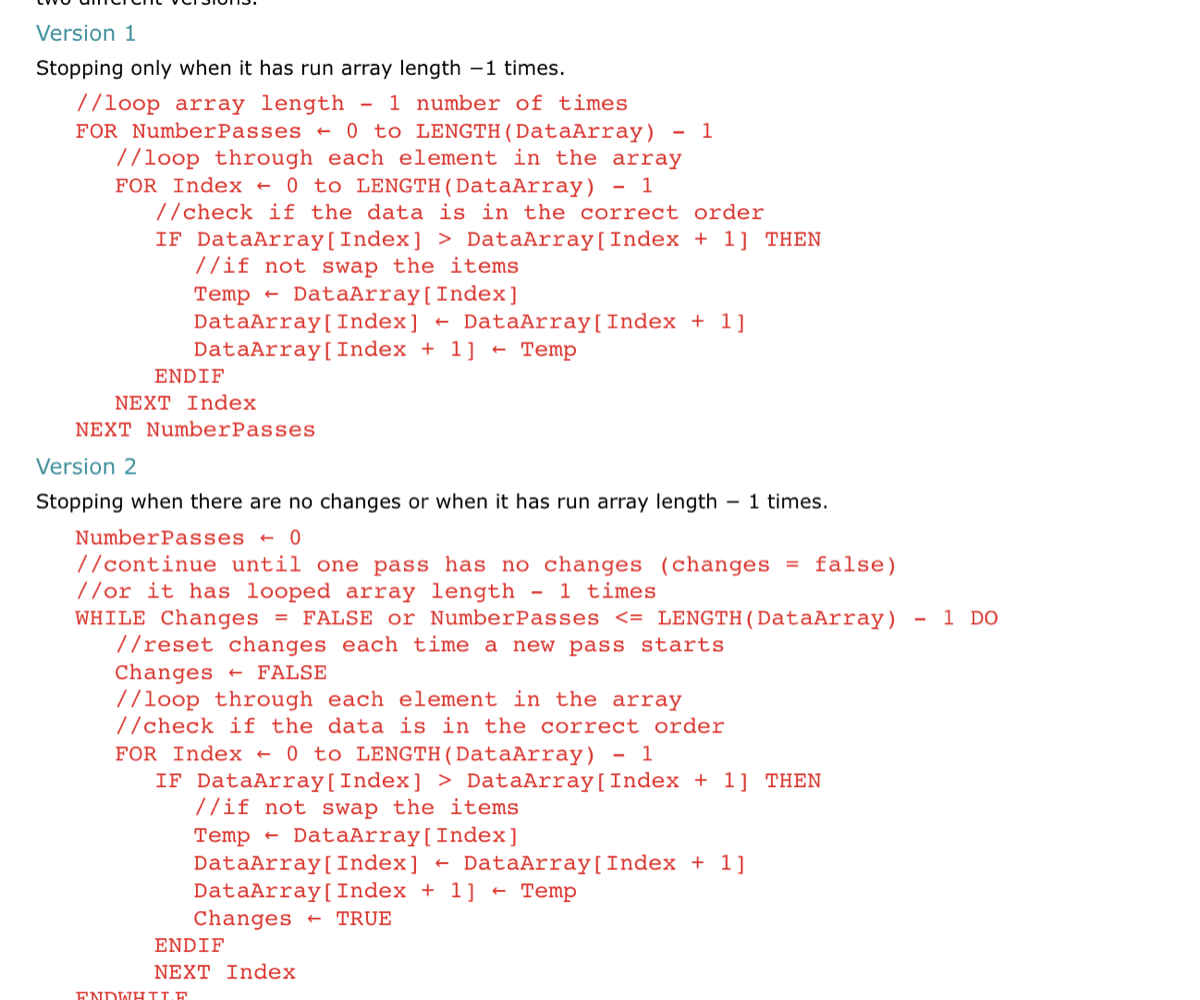 two different versions.
Version 1
Stopping only when it has run array length −1 times.
//loop array length - 1 number of times
FOR NumberPasses ← 0 to LENGTH(DataArray) - 1
//loop through each element in the array
FOR Index ← 0 to LENGTH(DataArray) - 1
//check if the data is in the correct order
IF DataArray[Index] > DataArray[Index + 1] THEN
//if not swap the items
Temp ← DataArray[Index]
DataArray[Index] ← DataArray[Index + 1]
DataArray[Index + 1] ← Temp
ENDIF
NEXT Index
NEXT NumberPasses
Version 2
Stopping when there are no changes or when it has run array length − 1 times.
NumberPasses ← 0
//continue until one pass has no changes (changes = false)
//or it has looped array length - 1 times
WHILE Changes = FALSE or NumberPasses <= LENGTH(DataArray) - 1 DO
//reset changes each time a new pass starts
Changes ← FALSE
//loop through each element in the array
//check if the data is in the correct order
FOR Index ← 0 to LENGTH(DataArray) - 1
IF DataArray[Index] > DataArray[Index + 1] THEN
//if not swap the items
Temp ← DataArray[Index]
DataArray[Index] ← DataArray[Index + 1]
DataArray[Index + 1] ← Temp
Changes ← TRUE
ENDIF
NEXT Index
ENDWHILE